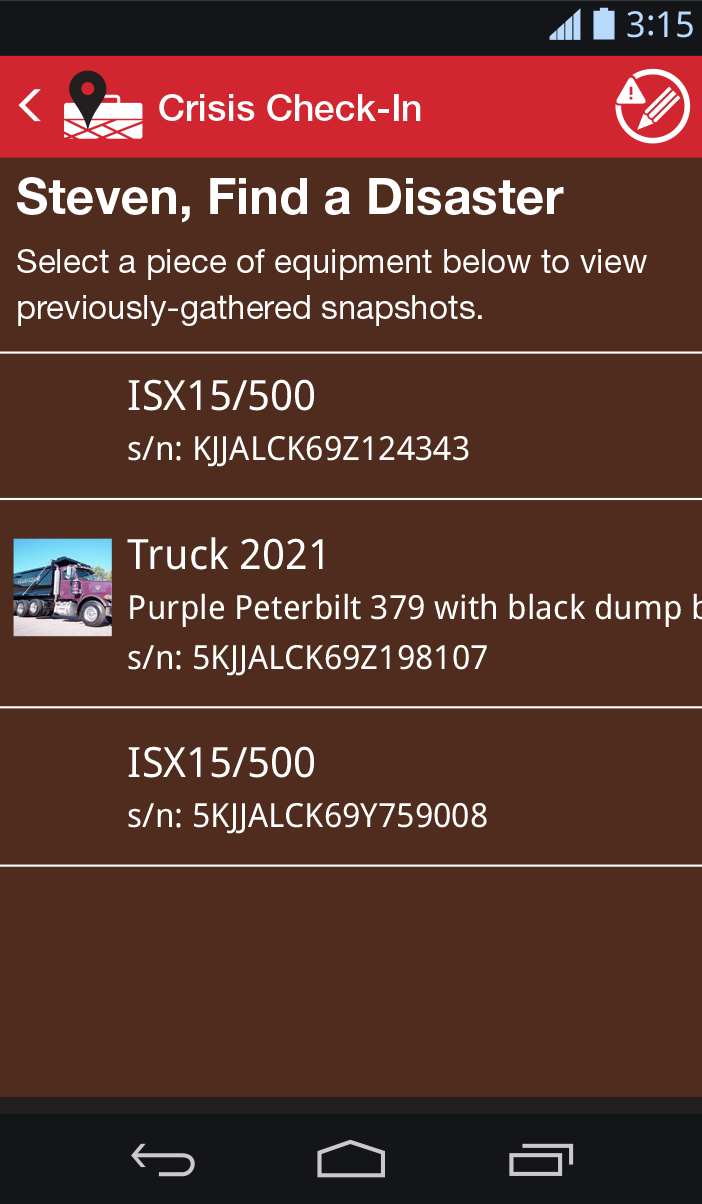 3:15
Crisis Check-In
Steven, Find a Disaster
Select a piece of equipment below to view
previously-gathered snapshots.
ISX15/500
s/n: KJJALCK69Z124343
Truck 2021
Purple Peterbilt 379 with black dump b
s/n: 5KJJALCK69Z198107
ISX15/500
s/n: 5KJJALCK69Y759008